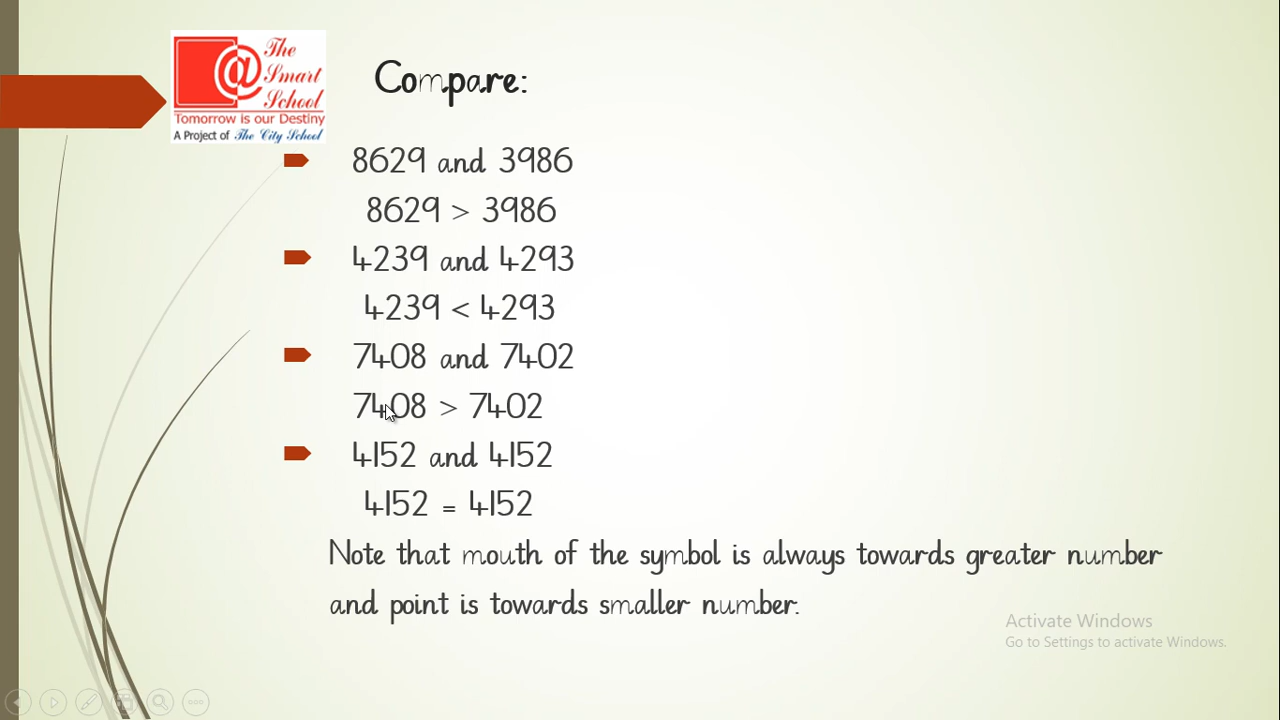 The
Smart
School
Tomorrow is our Destiny
A Project of The City School
Compare:
8629 and 3986
8629 > 3986
4239 and 4293
4239 < 4293
7408 and 7402
7408 > 7402
4152 and 4152
4152 = 4152
Note that mouth of the symbol is always towards greater number
and point is towards smaller number.
Activate Windows
Go to Settings to activate Windows.